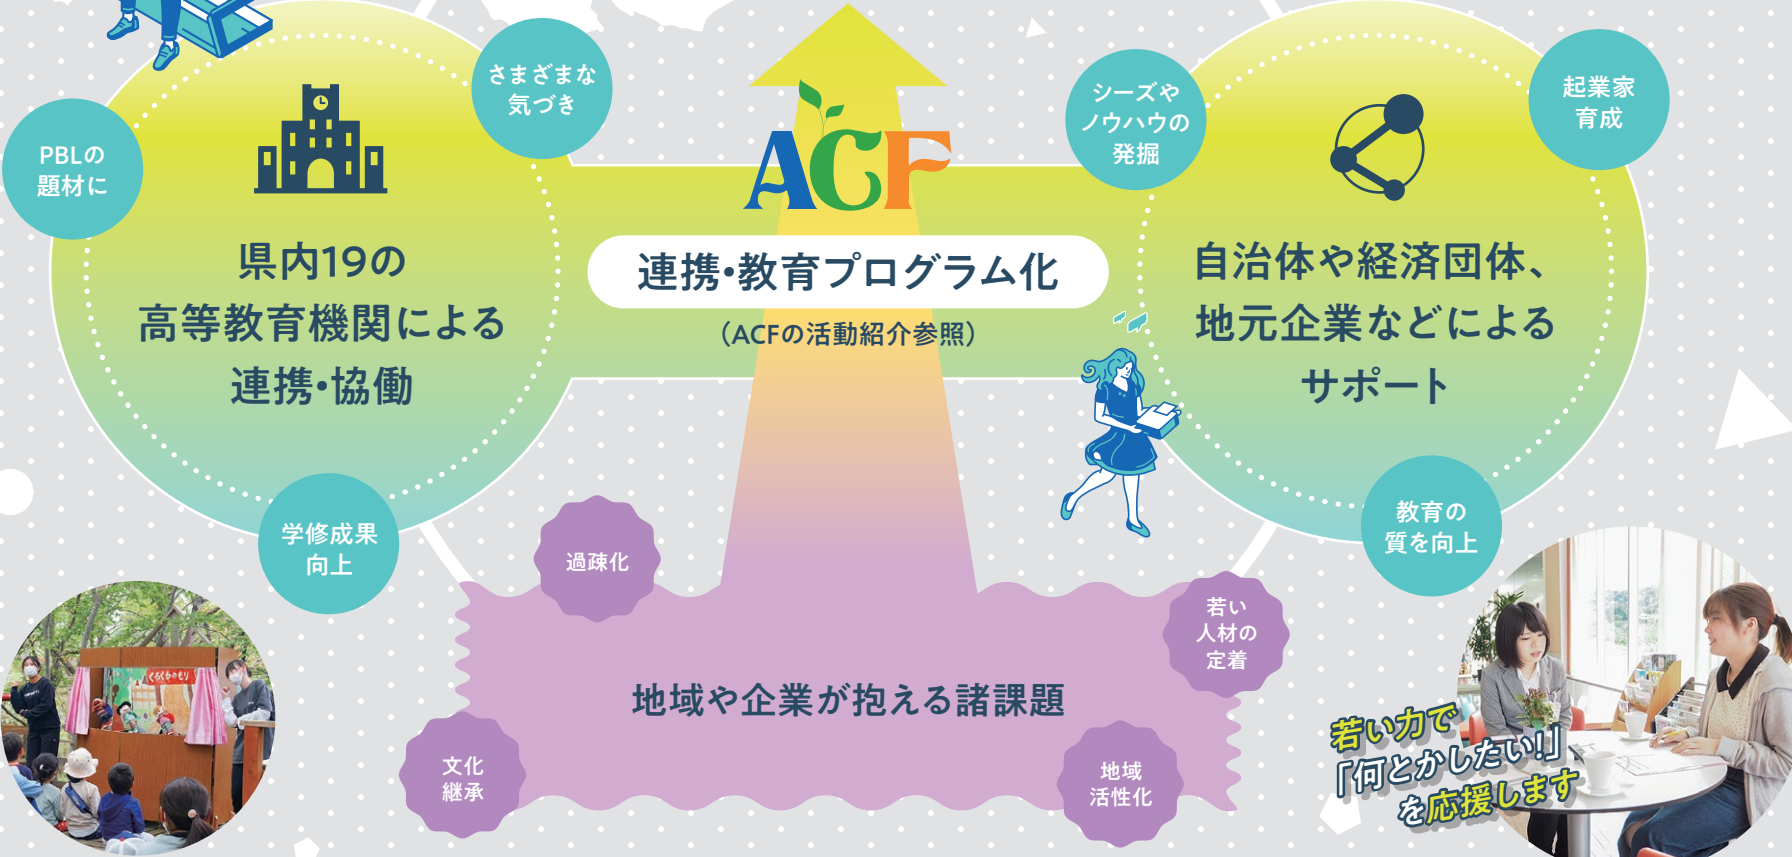 さまざまな
気づき
PBLの
題材に
県内19の
高等教育機関による
連携・協働
学修成果
向上
ACF
連携・教育プログラム化
（ACFの活動紹介参照）
シーズや
ノウハウの
発掘
起業家
育成
自治体や経済団体、
地元企業などによる
サポート
教育の
質を向上
過疎化
若い
人材の
定着
地域や企業が抱える諸課題
文化
継承
地域
活性化
くらくらのもり
若い力で
「何とかしたい!」
を応援します